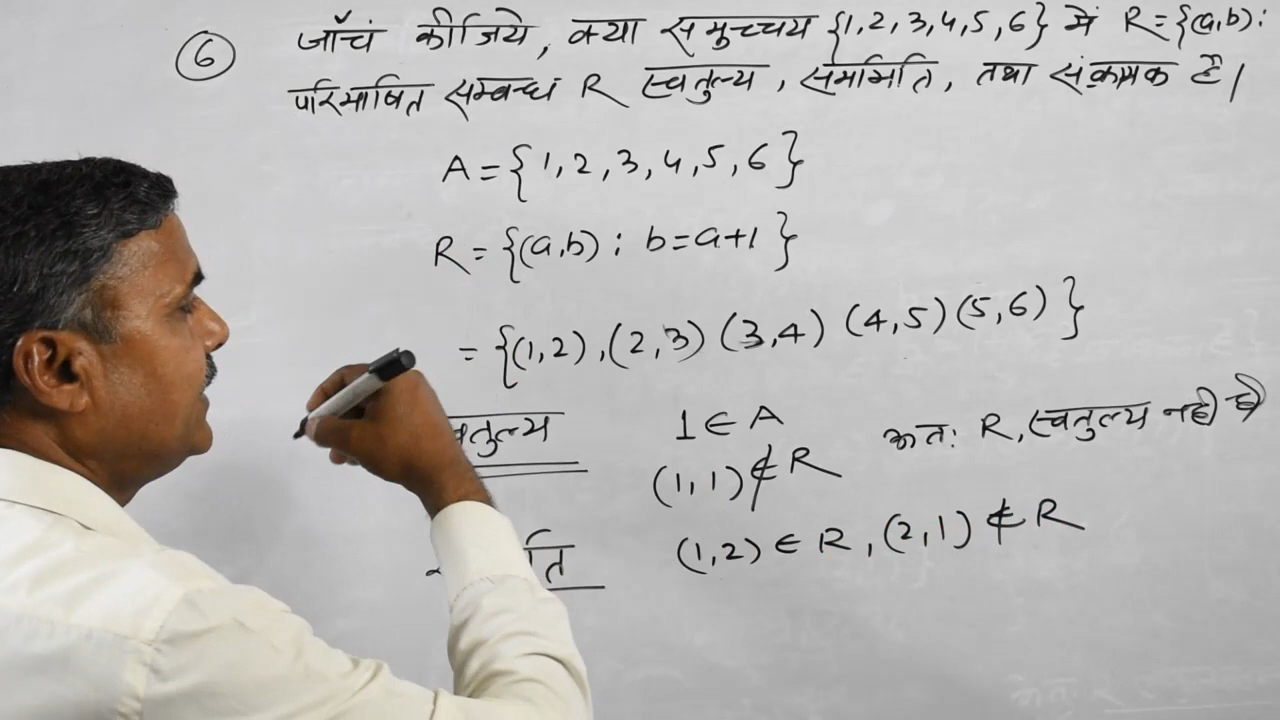 6 जाँचं कीजिये, क्या समुच्चय {1,2,3,4,5,6} में R={(a,b):
परिभाषित सम्बन्ध R स्वतुल्य, सममिति, तथा संक्रामक है।
A={1,2,3,4,5,6}
R={(a,b): b=a+1}
={(1,2),(2,3)(3,4)(4,5)(5,6)}
वतुल्य 1∈A अतः R, स्वतुल्य नही है
(1,1)∉R
ति (1,2)∈R,(2,1)∉R